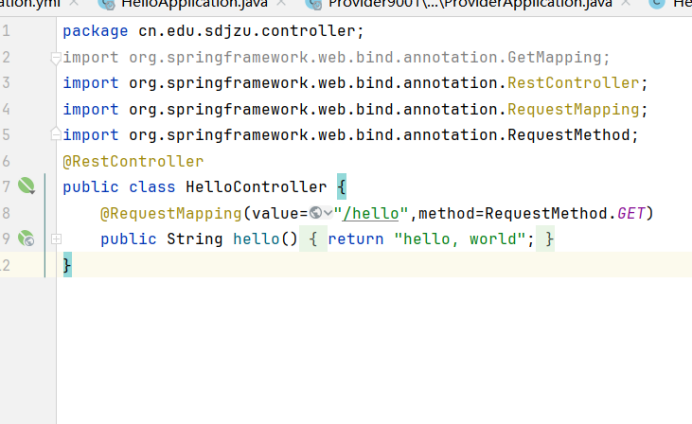 ation.yml HelloApplication.java Provider9001\...\ProviderApplication.java He
1 package cn.edu.sdjzu.controller;
2 import org.springframework.web.bind.annotation.GetMapping;
3 import org.springframework.web.bind.annotation.RestController;
4 import org.springframework.web.bind.annotation.RequestMapping;
5 import org.springframework.web.bind.annotation.RequestMethod;
6 @RestController
7 public class HelloController {
8 @RequestMapping(value="/hello",method=RequestMethod.GET)
9 public String hello() { return "hello, world"; }
2 }